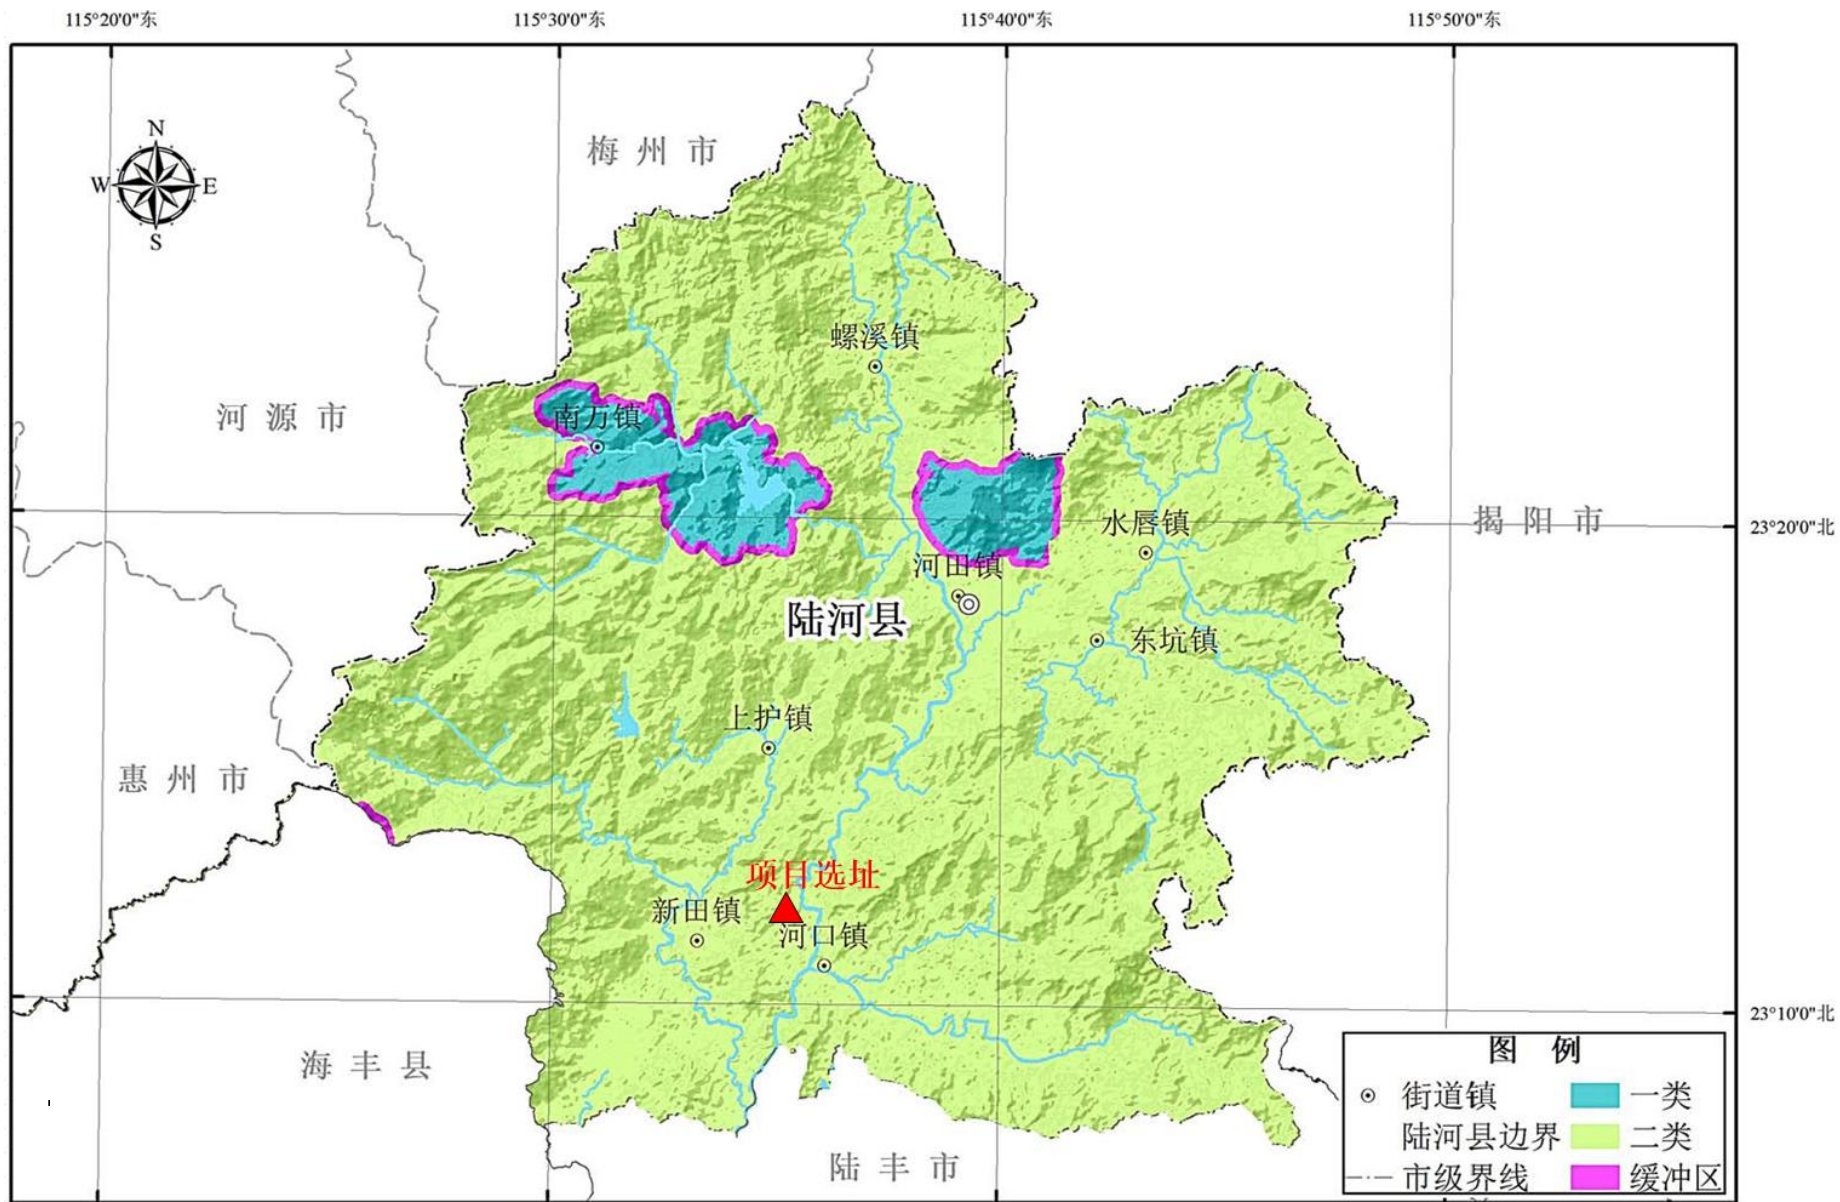 115°20'0"东
115°30'0"东
115°40'0"东
115°50'0"东
N
W
E
S
梅州市
螺溪镇
河源市
南万镇
揭阳市
水唇镇
23°20'0"北
河田镇
陆河县
东坑镇
上护镇
惠州市
项目选址
新田镇
河口镇
23°10'0"北
海丰县
陆丰市
图 例
街道镇
一类
陆河县边界
二类
市级界线
缓冲区